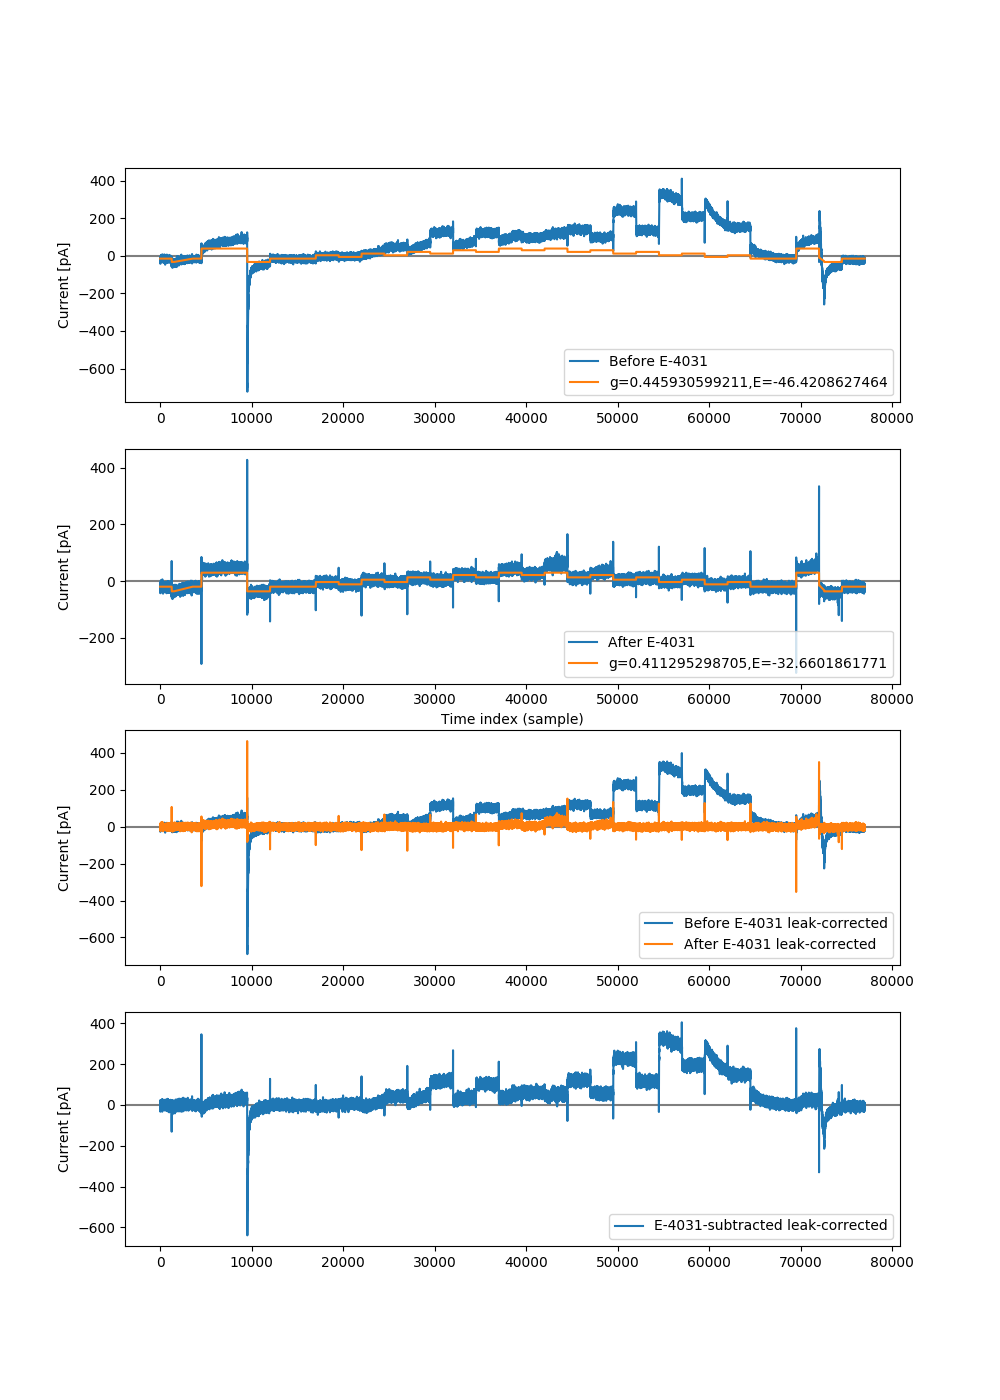 400
200
0
−200
−400
−600
Current [pA]
Before E-4031
g=0.445930599211,E=-46.4208627464
0 10000 20000 30000 40000 50000 60000 70000 80000
400
200
0
−200
Current [pA]
After E-4031
g=0.411295298705,E=-32.6601861771
0 10000 20000 30000 40000 50000 60000 70000 80000
Time index (sample)
400
200
0
−200
−400
−600
Current [pA]
Before E-4031 leak-corrected
After E-4031 leak-corrected
0 10000 20000 30000 40000 50000 60000 70000 80000
400
200
0
−200
−400
−600
Current [pA]
E-4031-subtracted leak-corrected
0 10000 20000 30000 40000 50000 60000 70000 80000